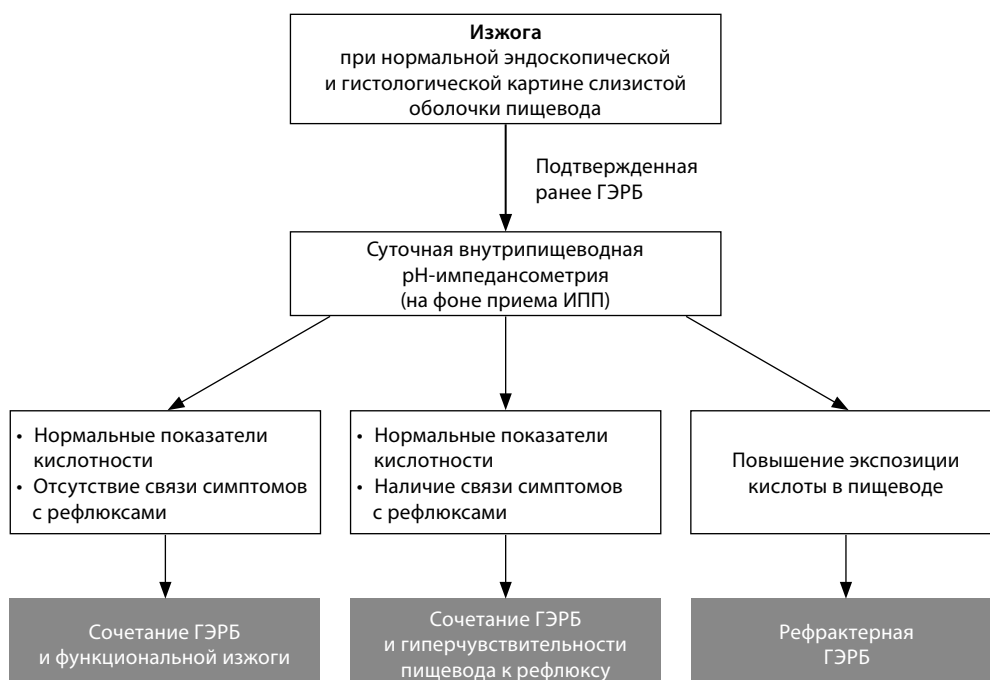 Изжога
при нормальной эндоскопической
и гистологической картине слизистой
оболочки пищевода
Подтвержденная
ранее ГЭРБ
Суточная внутрипищеводная
pH-импедансометрия
(на фоне приема ИПП)
• Нормальные показатели
кислотности
• Отсутствие связи симптомов
с рефлюксами
• Нормальные показатели
кислотности
• Наличие связи симптомов
с рефлюксами
Повышение экспозиции
кислоты в пищеводе
Сочетание ГЭРБ
и функциональной изжоги
Сочетание ГЭРБ
и гиперчувствительности
пищевода к рефлюксу
Рефрактерная
ГЭРБ